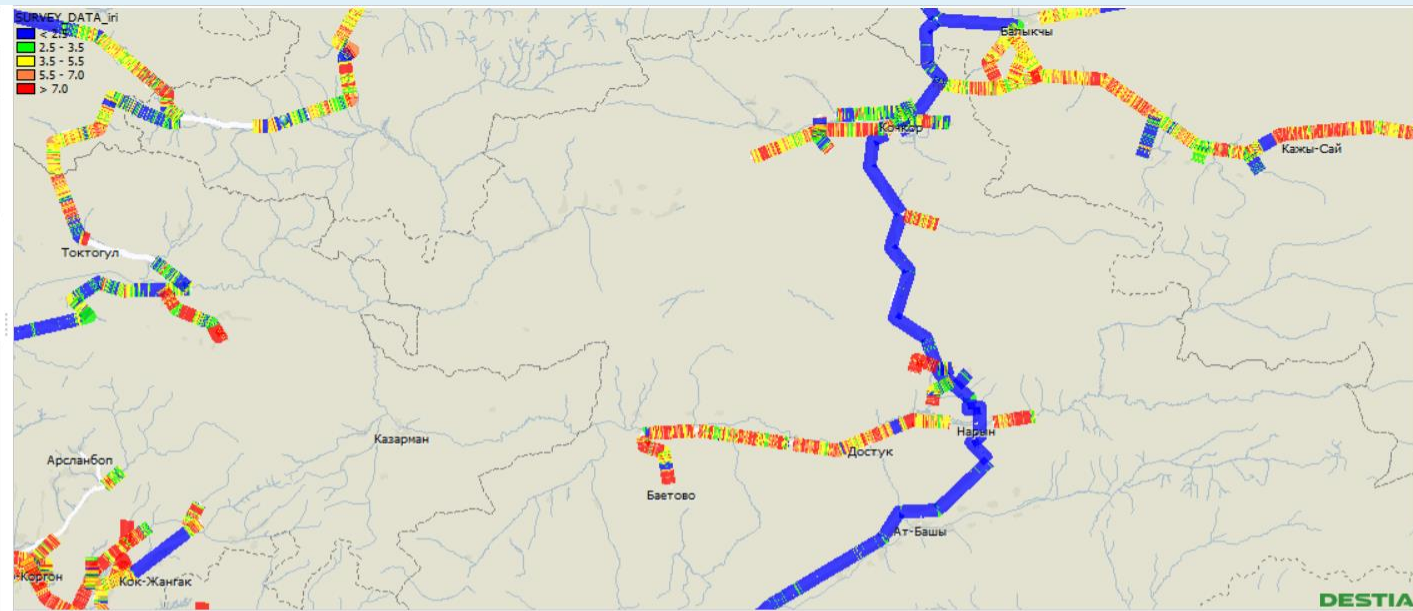 SURVEY_DATA_iri
< 2.5
2.5 - 3.5
3.5 - 5.5
5.5 - 7.0
> 7.0
Балыкчы
Кочкор
Кажы-Сай
Токтогул
Казарман
Нарын
Достук
Арсланбоп
Баетово
Ат-Башы
-Коргон
Кок-Жангак
DESTIA